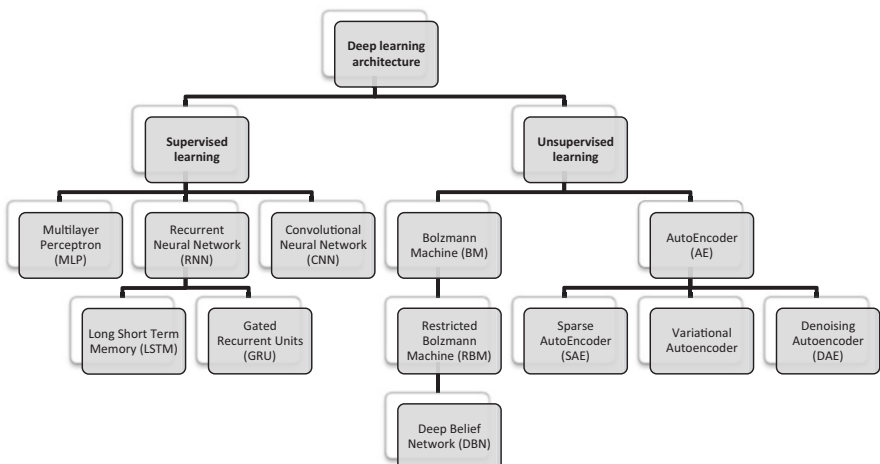 Deep learning
architecture
Supervised
learning
Unsupervised
learning
Multilayer
Perceptron
(MLP)
Recurrent
Neural Network
(RNN)
Convolutional
Neural Network
(CNN)
Bolzmann
Machine (BM)
AutoEncoder
(AE)
Long Short Term
Memory (LSTM)
Gated
Recurrent Units
(GRU)
Restricted
Bolzmann
Machine (RBM)
Sparse
AutoEncoder
(SAE)
Variational
Autoencoder
Denoising
Autoencoder
(DAE)
Deep Belief
Network (DBN)